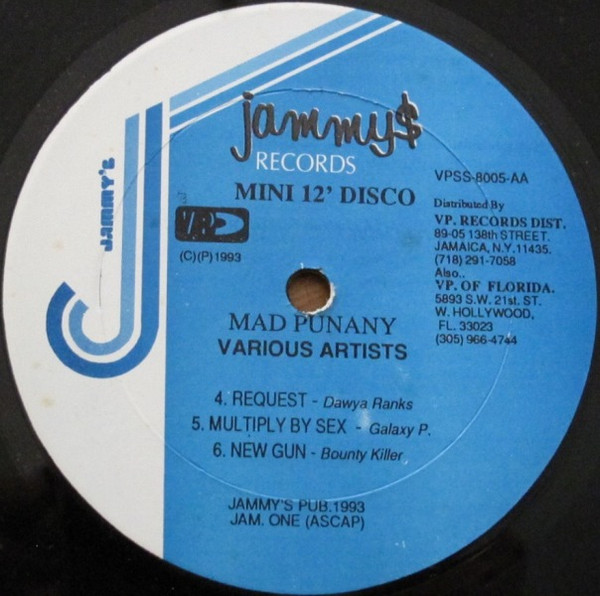 jammy$
RECORDS
MINI 12' DISCO
JAMMY'S
VP
(C)(P)1993
VPSS-8005-AA
Distributed By
VP. RECORDS DIST.
89-05 138th STREET.
JAMAICA, N.Y.11435.
(718) 291-7058
Also..
VP. OF FLORIDA.
5893 S.W. 21st. ST.
W. HOLLYWOOD,
FL. 33023
(305) 966-4744
MAD PUNANY
VARIOUS ARTISTS
4. REQUEST - Dawya Ranks
5. MULTIPLY BY SEX - Galaxy P.
6. NEW GUN - Bounty Killer
JAMMY'S PUB.1993
JAM. ONE (ASCAP)